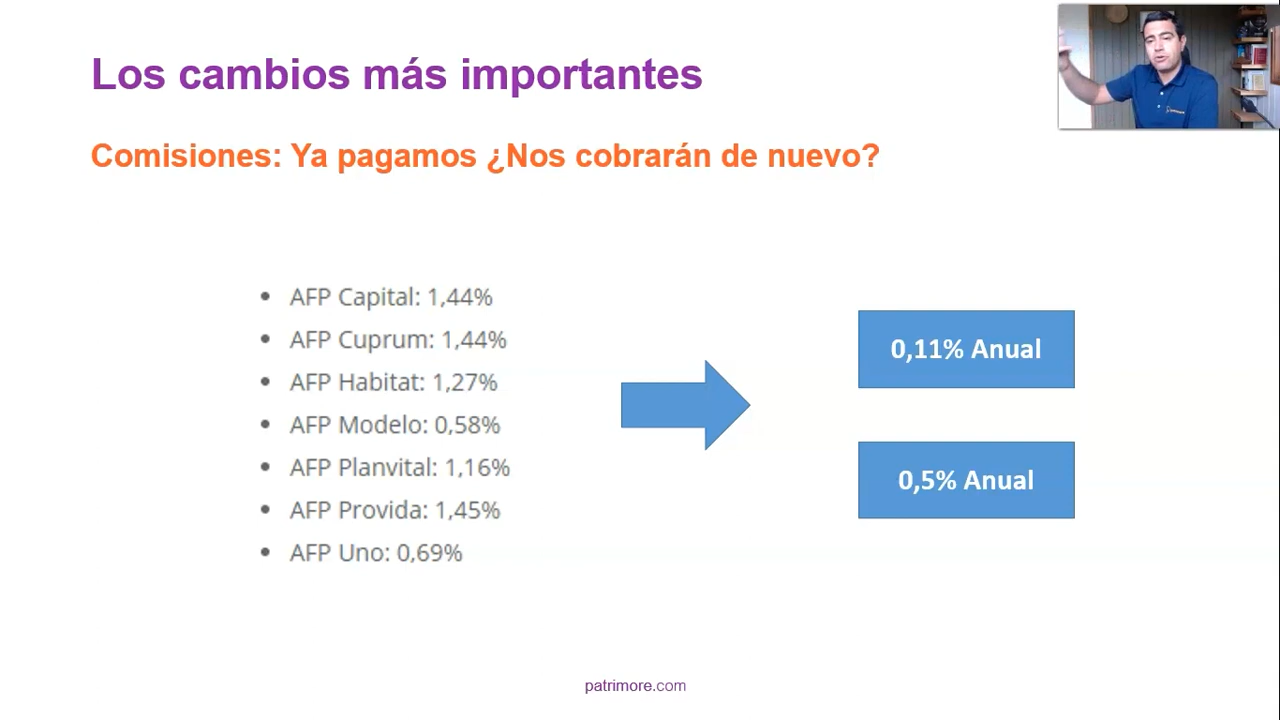 Los cambios más importantes
Comisiones: Ya pagamos ¿Nos cobrarán de nuevo?
• AFP Capital: 1,44%
• AFP Cuprum: 1,44%
• AFP Habitat: 1,27%
• AFP Modelo: 0,58%
• AFP Planvital: 1,16%
• AFP Provida: 1,45%
• AFP Uno: 0,69%
0,11% Anual
0,5% Anual
patrimore.com